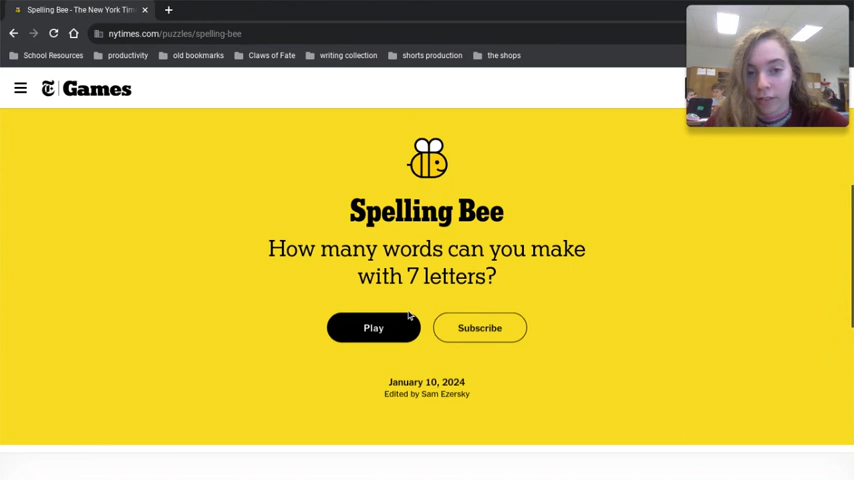 Spelling Bee - The New York Tim
nytimes.com/puzzles/spelling-bee
School Resources
productivity
old bookmarks
Claws of Fate
writing collection
shorts production
the shops
T Games
Spelling Bee
How many words can you make
with 7 letters?
Play
Subscribe
January 10, 2024
Edited by Sam Ezersky